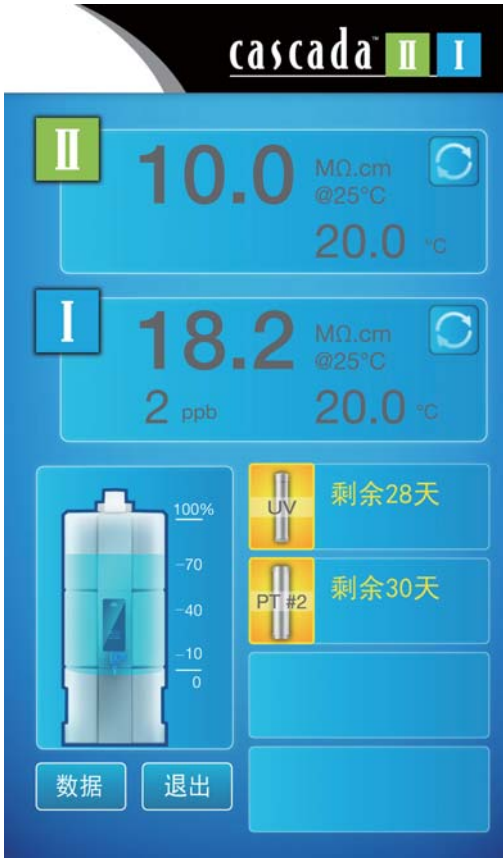 cascada™ II I
II
10.0 MΩ.cm
@25°C
20.0 °C
I
18.2 MΩ.cm
@25°C
2 ppb 20.0 °C
100%
-70
-40
-10
0
UV 剩余28天
PT #2 剩余30天
数据 退出